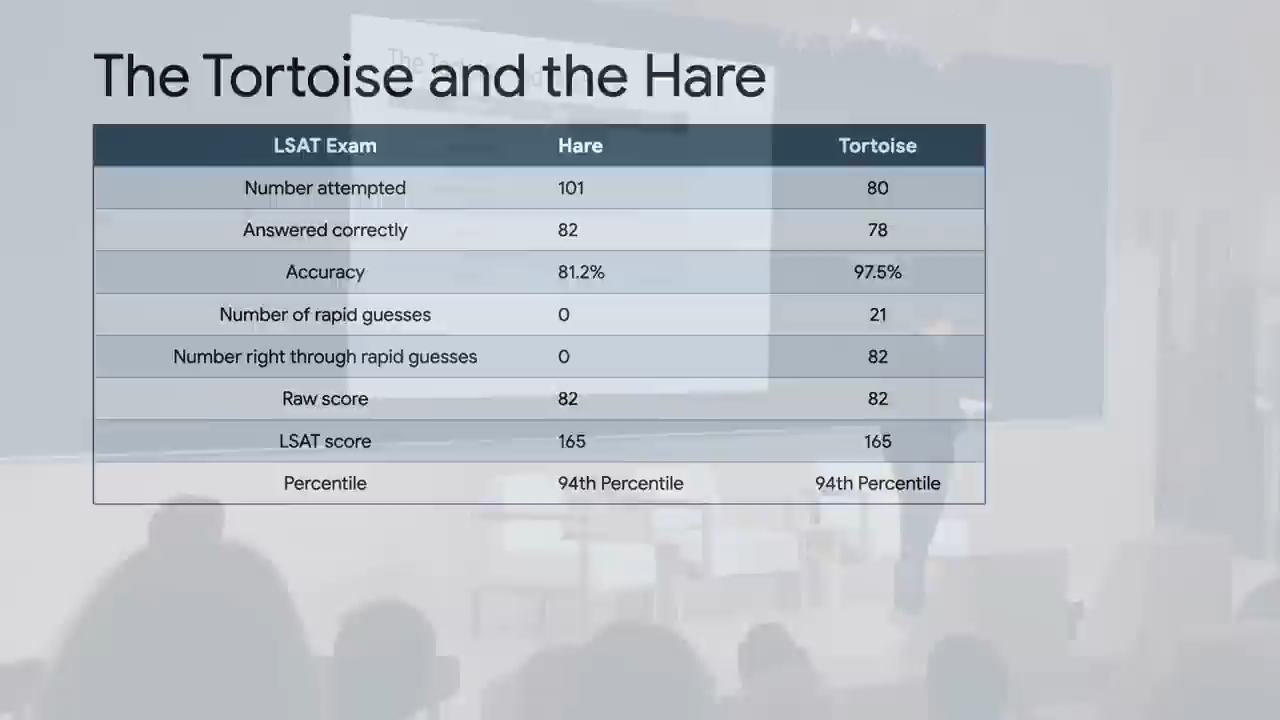 The Tortoise and the Hare
LSAT Exam Hare Tortoise
Number attempted 101 80
Answered correctly 82 78
Accuracy 81.2% 97.5%
Number of rapid guesses 0 21
Number right through rapid guesses 0 82
Raw score 82 82
LSAT score 165 165
Percentile 94th Percentile 94th Percentile